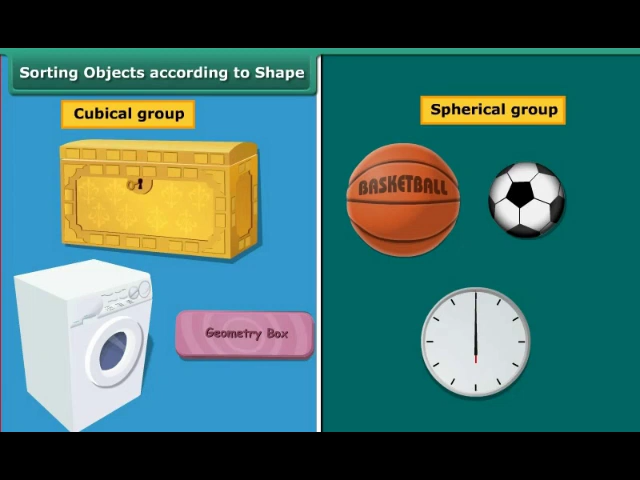 Sorting Objects according to Shape
Cubical group
Spherical group
BASKETBALL
Geometry Box